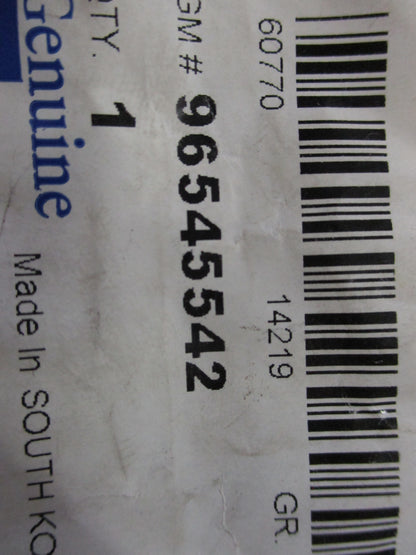 60770 14219 GR.
GM # 96545542
QTY. 1
Genuine
Made In SOUTH KO